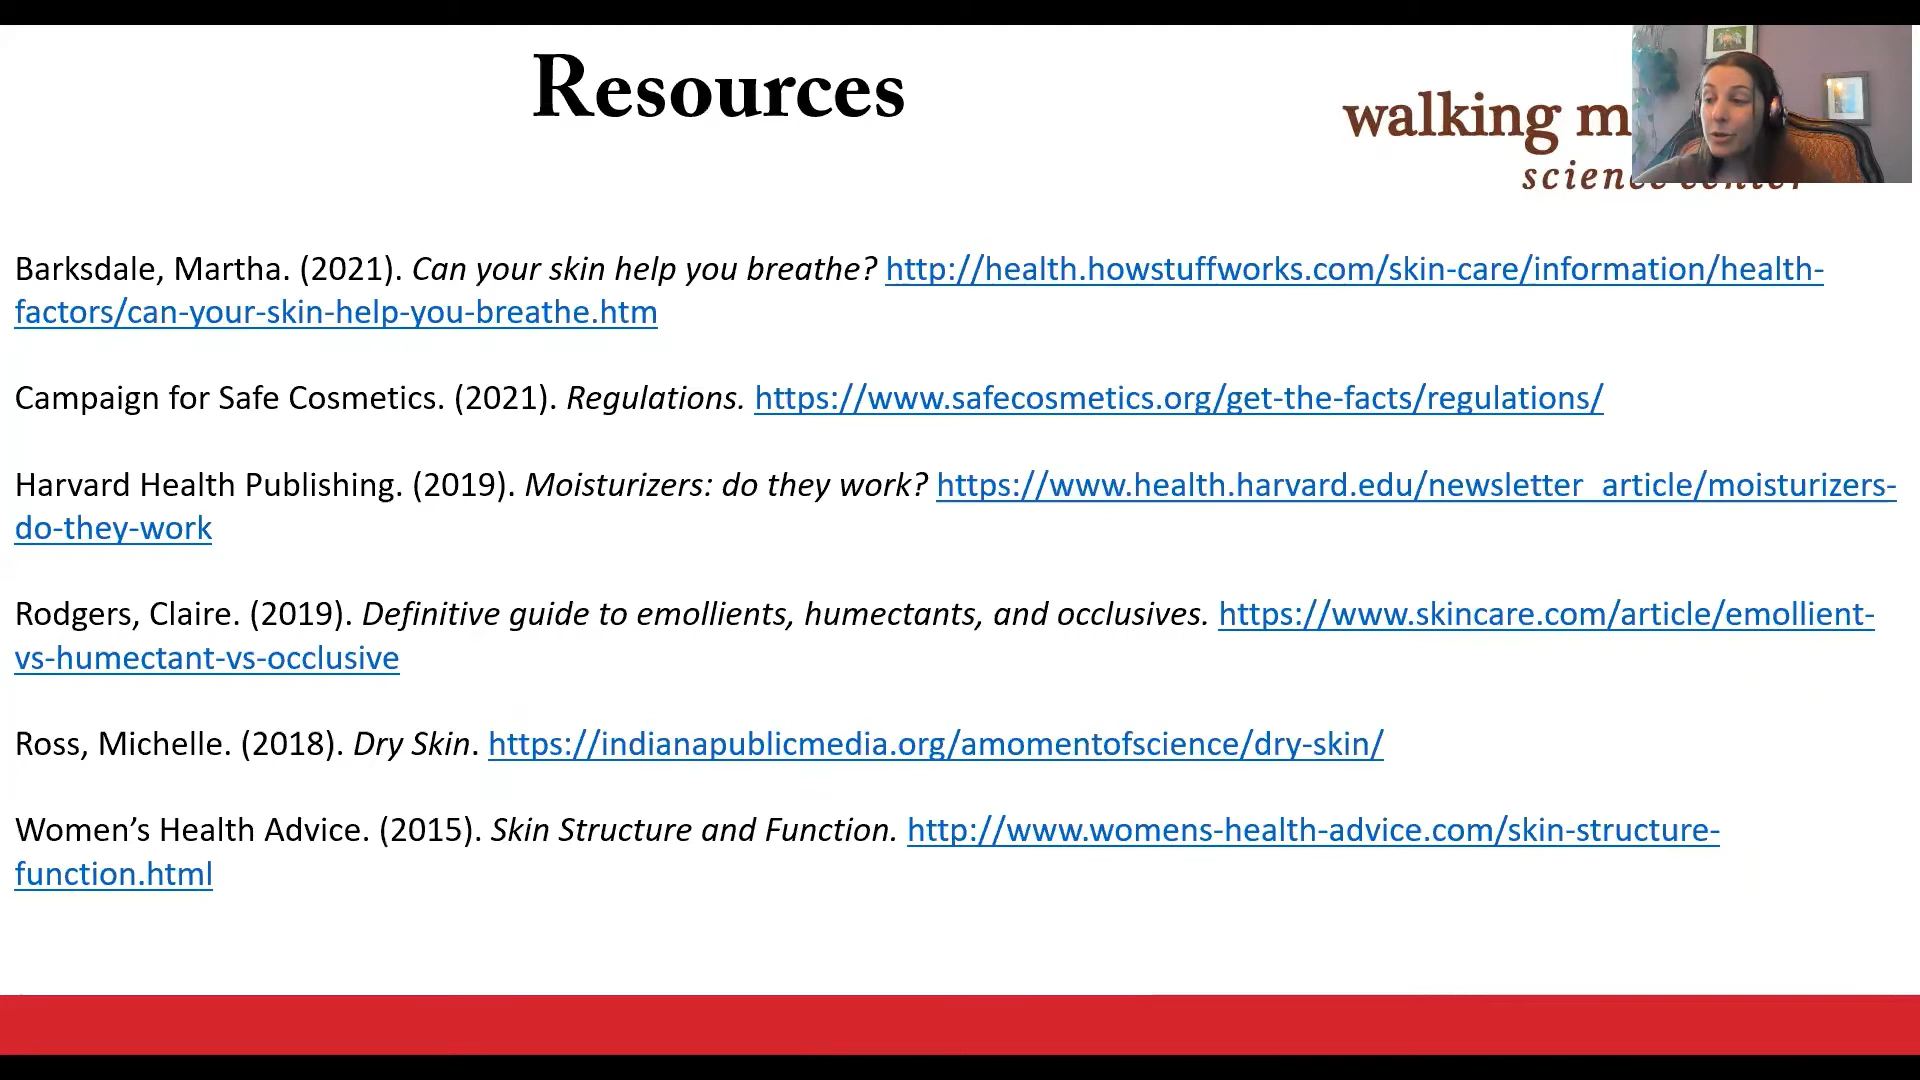 Resources
walking
science
Barksdale, Martha. (2021). Can your skin help you breathe? http://health.howstuffworks.com/skin-care/information/health-
factors/can-your-skin-help-you-breathe.htm
Campaign for Safe Cosmetics. (2021). Regulations. https://www.safecosmetics.org/get-the-facts/regulations/
Harvard Health Publishing. (2019). Moisturizers: do they work? https://www.health.harvard.edu/newsletter_article/moisturizers-
do-they-work
Rodgers, Claire. (2019). Definitive guide to emollients, humectants, and occlusives. https://www.skincare.com/article/emollient-
vs-humectant-vs-occlusive
Ross, Michelle. (2018). Dry Skin. https://indianapublicmedia.org/amomentofscience/dry-skin/
Women’s Health Advice. (2015). Skin Structure and Function. http://www.womens-health-advice.com/skin-structure-
function.html